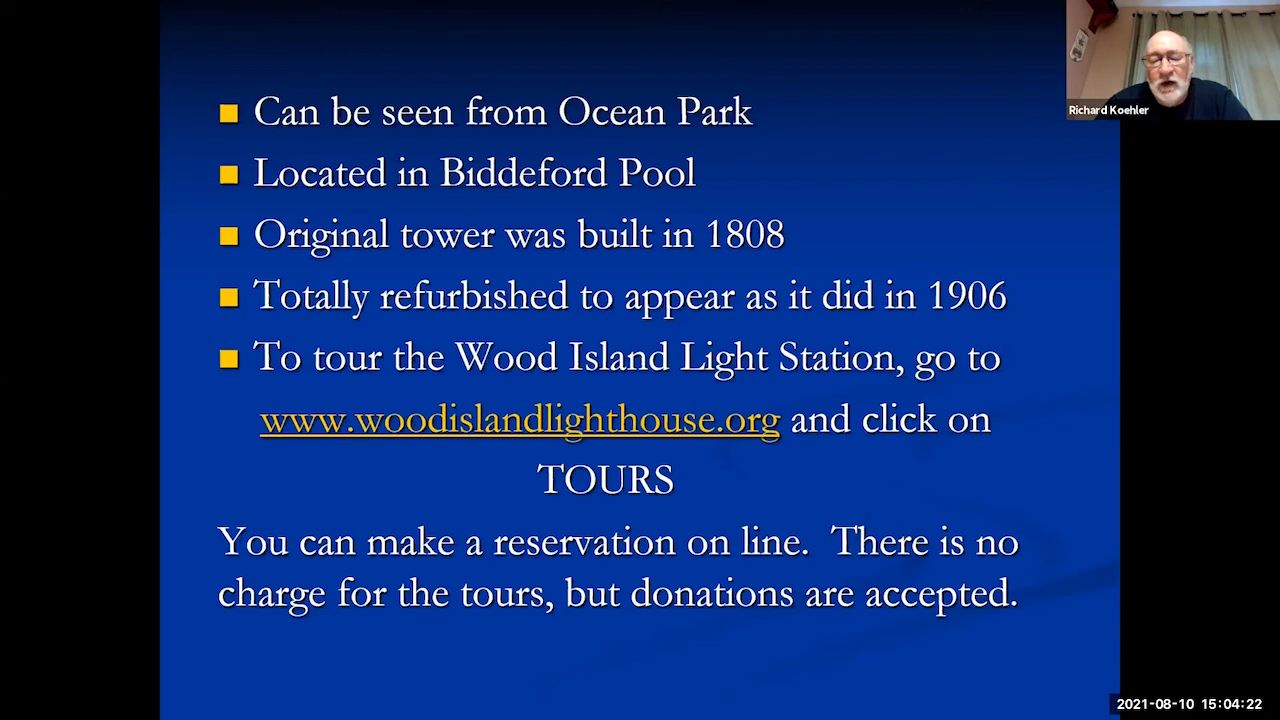 Can be seen from Ocean Park
Located in Biddeford Pool
Original tower was built in 1808
Totally refurbished to appear as it did in 1906
To tour the Wood Island Light Station, go to
www.woodislandlighthouse.org and click on
TOURS
You can make a reservation on line.  There is no
charge for the tours, but donations are accepted.
Richard Koehler
2021-08-10 15:04:22